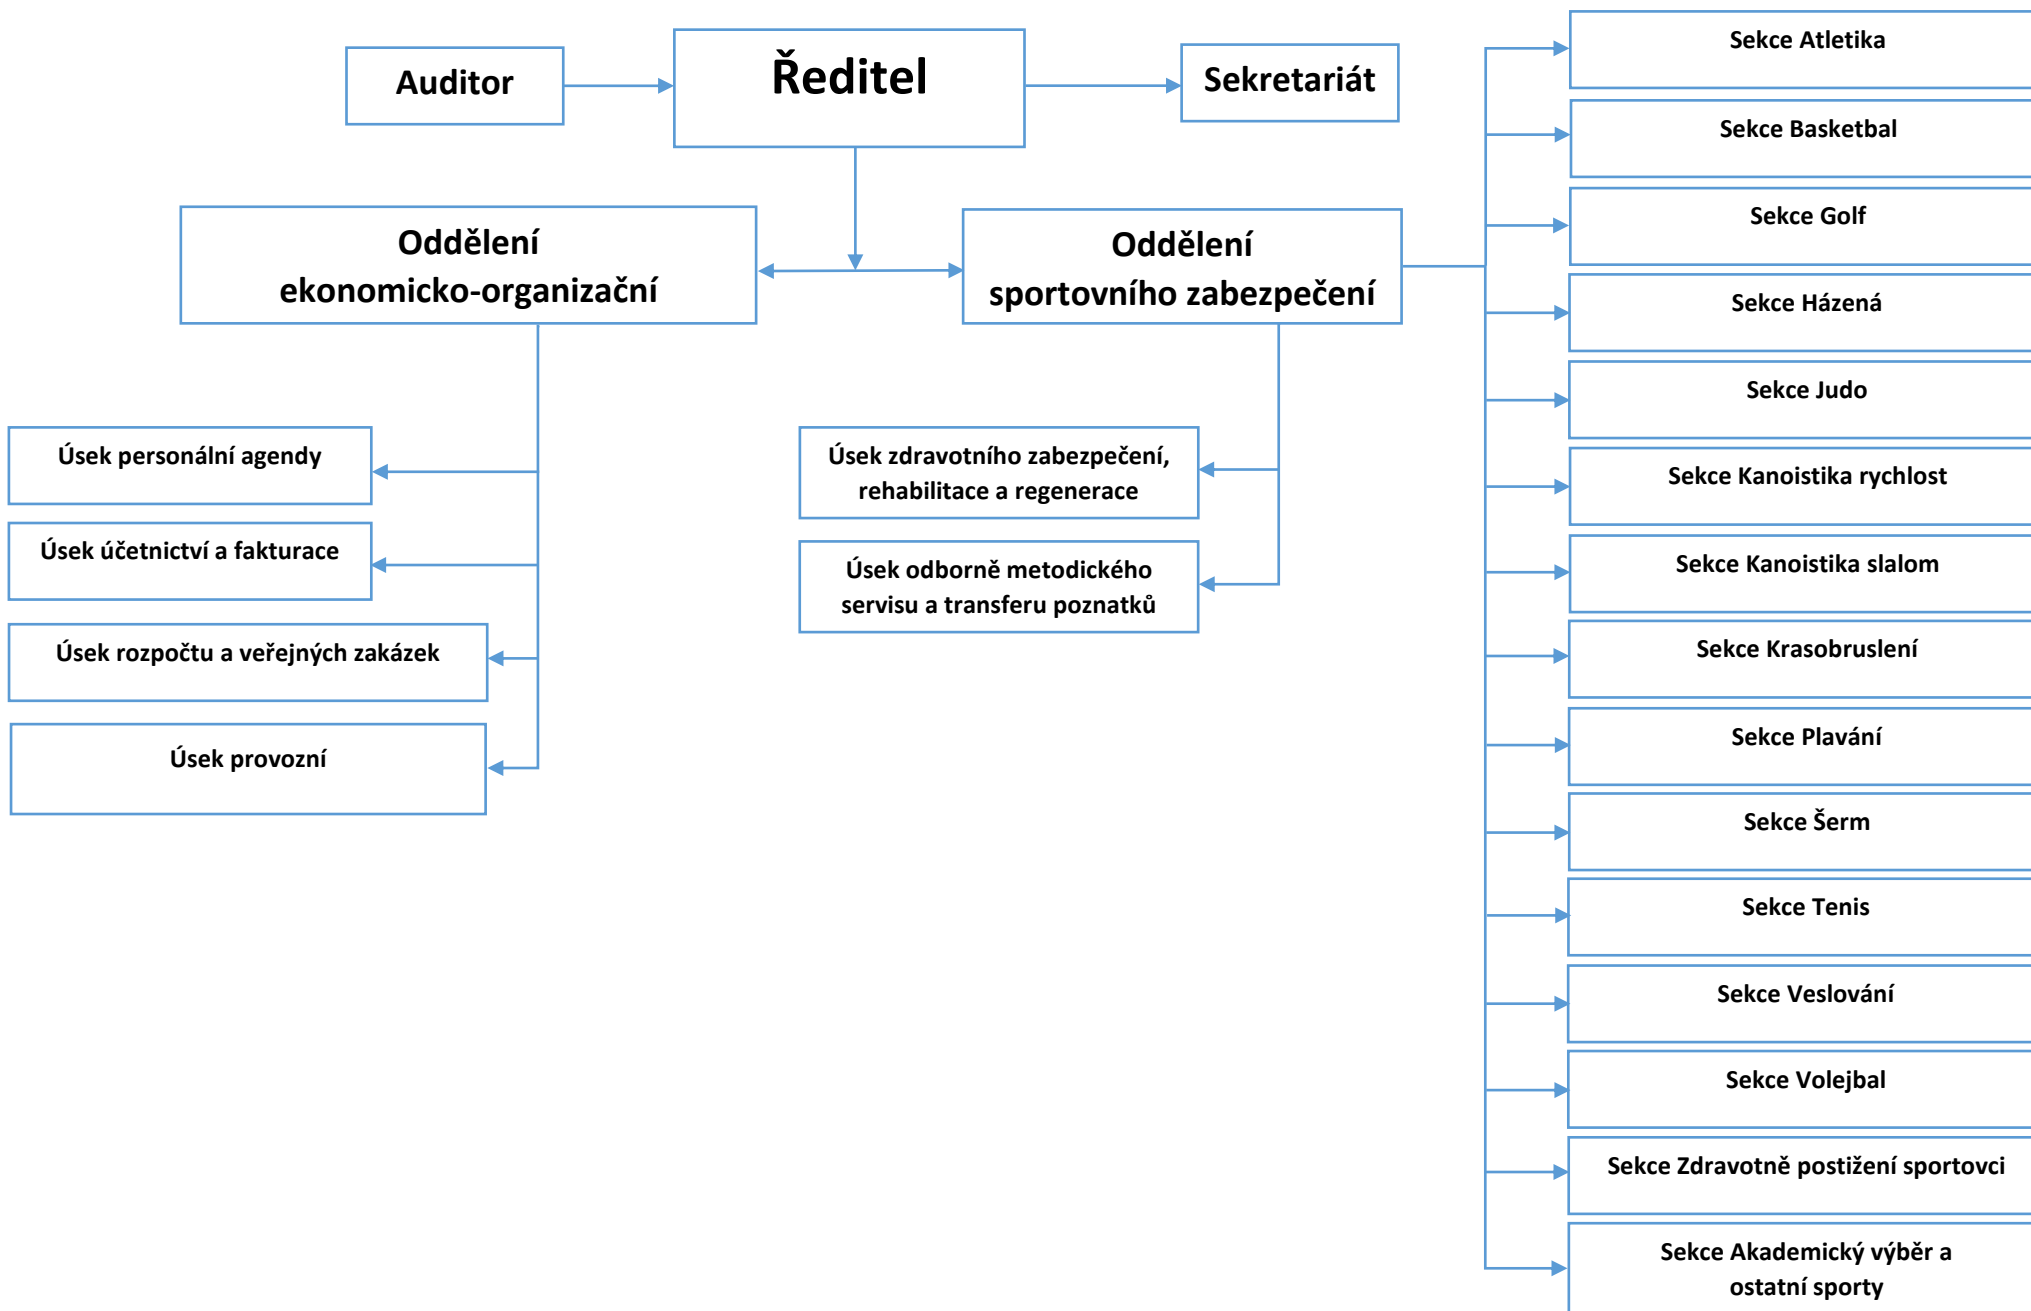 Auditor
Ředitel
Sekretariát
Oddělení
ekonomicko-organizační
Oddělení
sportovního zabezpečení
Úsek personální agendy
Úsek účetnictví a fakturace
Úsek rozpočtu a veřejných zakázek
Úsek provozní
Úsek zdravotního zabezpečení,
rehabilitace a regenerace
Úsek odborně metodického
servisu a transferu poznatků
Sekce Atletika
Sekce Basketbal
Sekce Golf
Sekce Házená
Sekce Judo
Sekce Kanoistika rychlost
Sekce Kanoistika slalom
Sekce Krasobruslení
Sekce Plavání
Sekce Šerm
Sekce Tenis
Sekce Veslování
Sekce Volejbal
Sekce Zdravotně postižení sportovci
Sekce Akademický výběr a
ostatní sporty